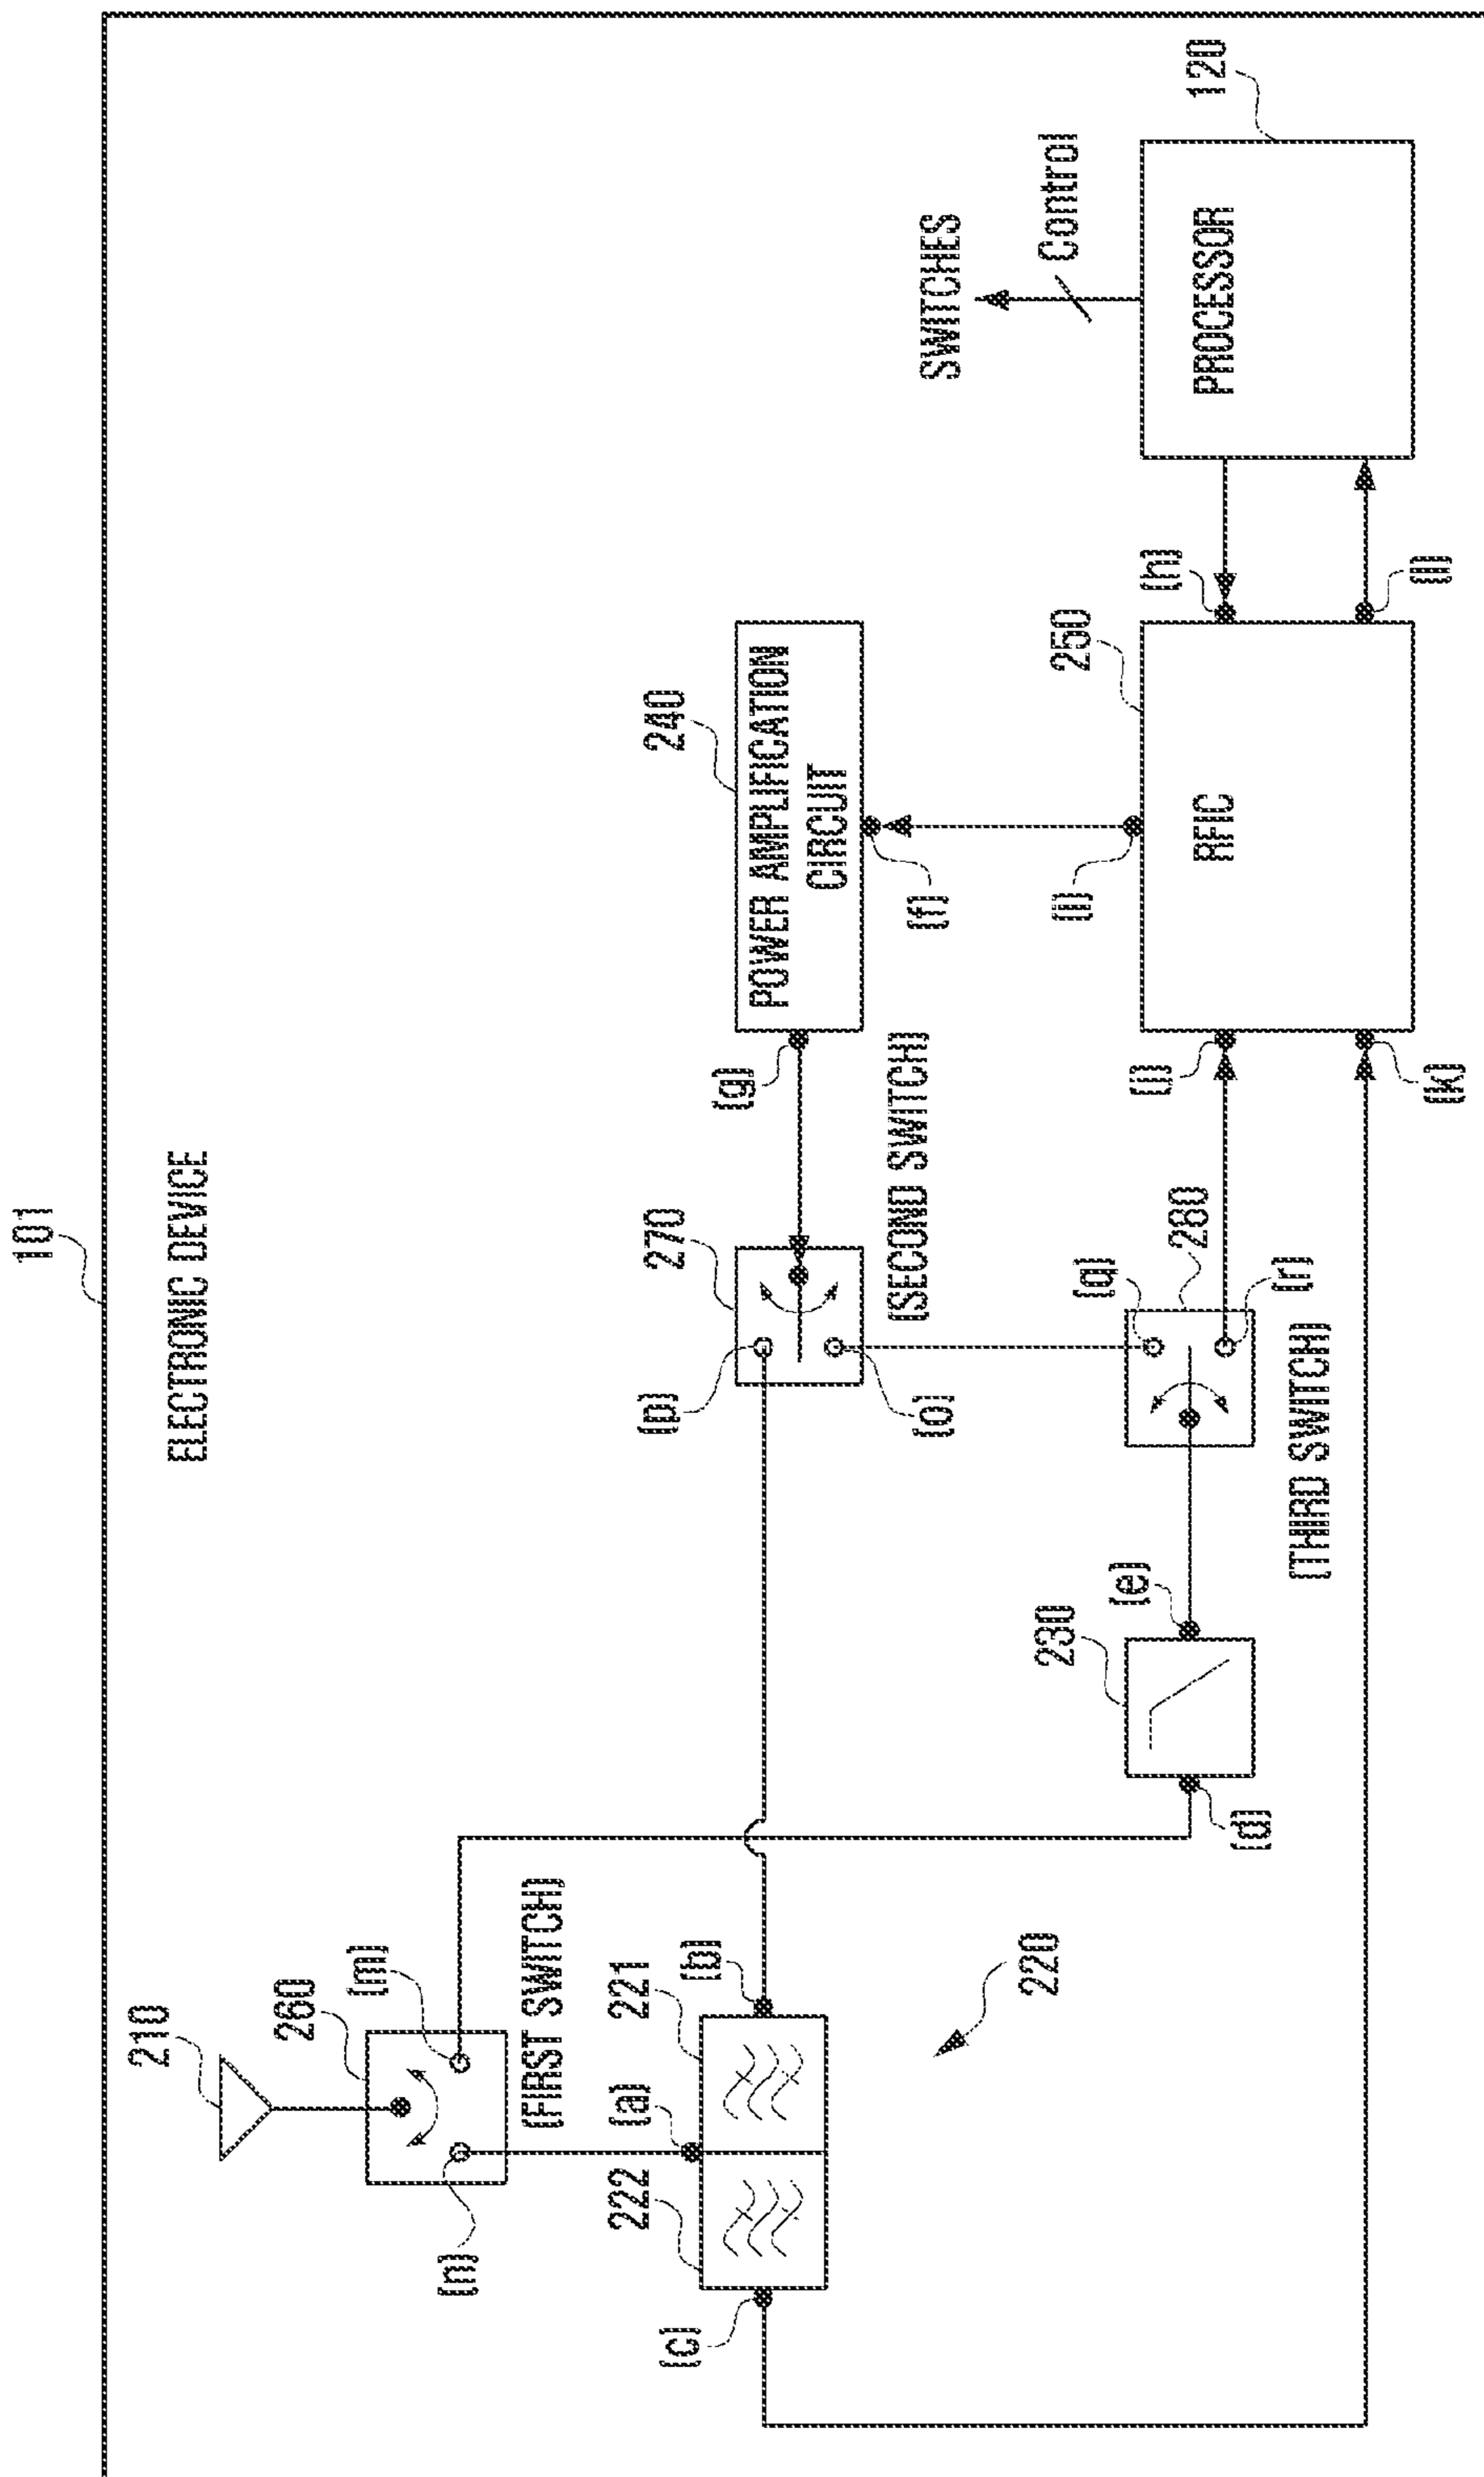 101
ELECTRONIC DEVICE
210
260
(m)
(n)
(FIRST SWITCH)
(a)
222
221
(b)
(c)
220
270
(p)
(o)
(SECOND SWITCH)
(g)
240
POWER AMPLIFICATION
CIRCUIT
(f)
(i)
230
(d)
(e)
280
(q)
(r)
(THIRD SWITCH)
(j)
(k)
250
RFIC
(h)
(l)
SWITCHES
Control
120
PROCESSOR